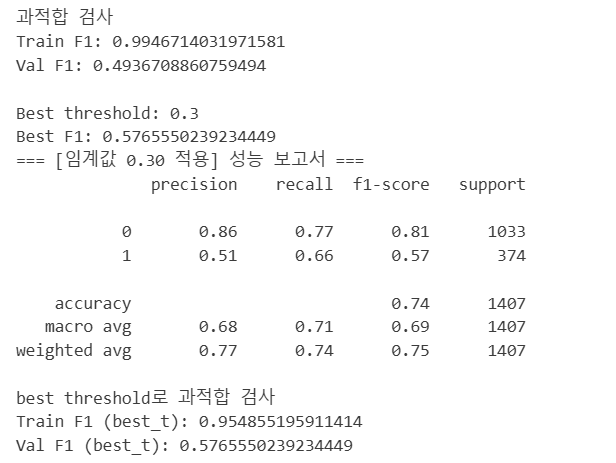 과적합 검사
Train F1: 0.9946714031971581
Val F1: 0.4936708860759494
Best threshold: 0.3
Best F1: 0.5765550239234449
=== [임계값 0.30 적용] 성능 보고서 ===
precision recall f1-score support
0 0.86 0.77 0.81 1033
1 0.51 0.66 0.57 374
accuracy 0.74 1407
macro avg 0.68 0.71 0.69 1407
weighted avg 0.77 0.74 0.75 1407
best threshold로 과적합 검사
Train F1 (best_t): 0.954855195911414
Val F1 (best_t): 0.5765550239234449